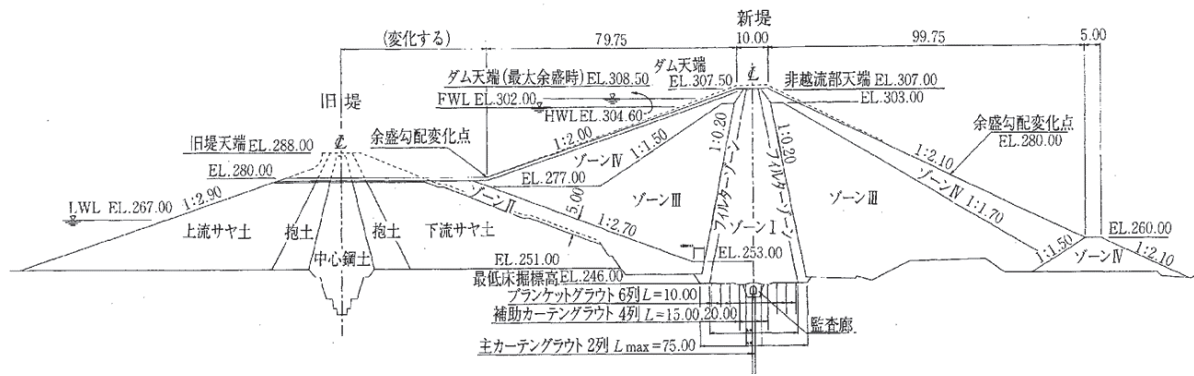 新堤
(変化する)
79.75
10.00
99.75
5.00
ダム天端
EL.307.50
ダム天端(最大余盛時)EL.308.50
非越流部天端 EL.307.00
FWL EL.302.00
EL.303.00
HWL EL.304.60
旧堤
余盛勾配変化点
旧堤天端EL.288.00
余盛勾配変化点
EL.280.00
EL.280.00
1:2.00
1:1.50
1:0.20
1:0.20
1:2.10
ゾーンⅣ
EL.277.00
1:2.90
LWL EL.267.00
ゾーンⅡ
5.00
1:2.70
ゾーンⅢ
フィルターゾーン
ゾーンⅠ
フィルターゾーン
ゾーンⅢ
ゾーンⅣ
1:1.70
EL.260.00
1:1.50
ゾーンⅣ
1:2.10
上流サヤ土
抱土
中心鋼土
抱土
下流サヤ土
EL.253.00
EL.251.00
最低床掘標高EL.246.00
ブランケットグラウト 6列 L=10.00
補助カーテングラウト 4列 L=15.00,20.00
監査廊
主カーテングラウト 2列 L max=75.00